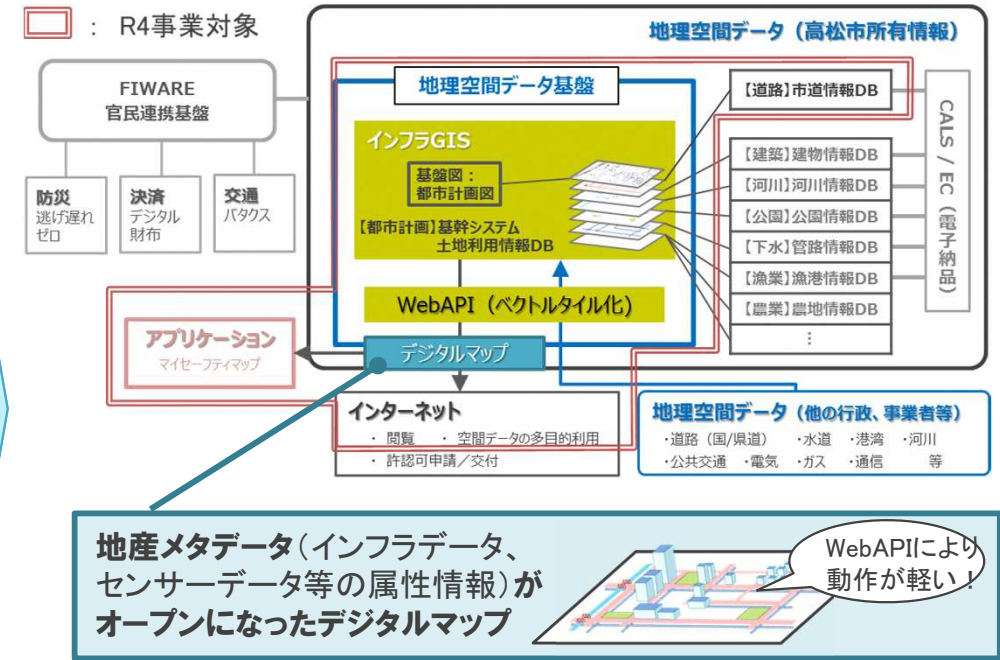 ： R4事業対象
地理空間データ（高松市所有情報）
FIWARE
官民連携基盤
防災
逃げ遅れ
ゼロ
決済
デジタル
財布
交通
バタクス
地理空間データ基盤
インフラGIS
基盤図：
都市計画図
【都市計画】基幹システム
土地利用情報DB
WebAPI（ベクトルタイル化）
デジタルマップ
【道路】市道情報DB
【建築】建物情報DB
【河川】河川情報DB
【公園】公園情報DB
【下水】管路情報DB
【漁業】漁港情報DB
【農業】農地情報DB
⋮
CALS / EC（電子納品）
アプリケーション
マイセーフティマップ
インターネット
・ 閲覧 ・ 空間データの多目的利用
・ 許認可申請／交付
地理空間データ（他の行政、事業者等）
・道路（国/県道） ・水道 ・港湾 ・河川
・公共交通 ・電気 ・ガス ・通信 等
地産メタデータ（インフラデータ、
センサーデータ等の属性情報）が
オープンになったデジタルマップ
WebAPIにより
動作が軽い！